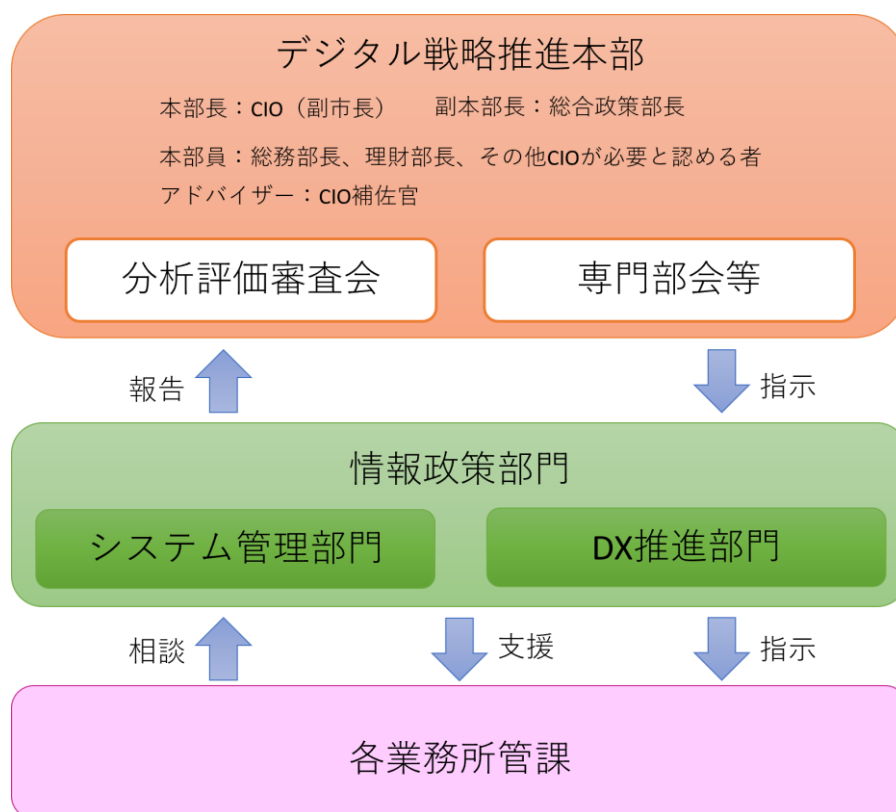 デジタル戦略推進本部
本部長：CIO（副市長）　副本部長：総合政策部長
本部員：総務部長、理財部長、その他CIOが必要と認める者
アドバイザー：CIO補佐官
分析評価審査会　専門部会等
報告　指示
情報政策部門
システム管理部門　DX推進部門
相談　支援　指示
各業務所管課